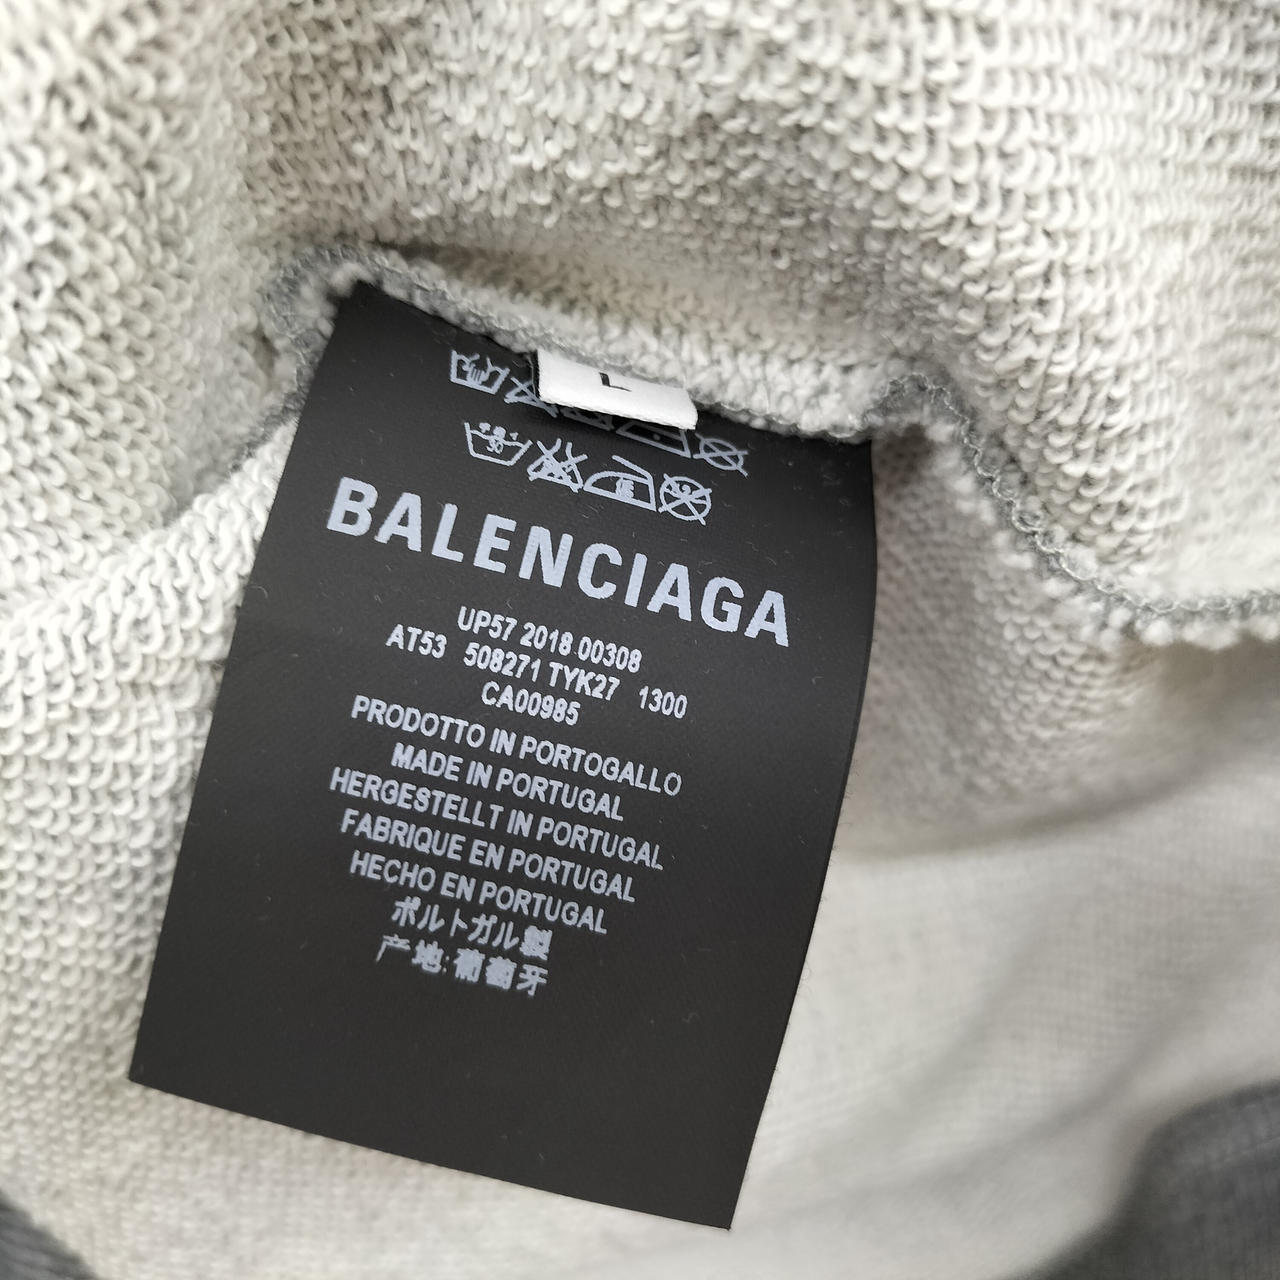 L
BALENCIAGA
UP57 2018 00308
AT53 508271 TYK27 1300
CA00985
PRODOTTO IN PORTOGALLO
MADE IN PORTUGAL
HERGESTELLT IN PORTUGAL
FABRIQUE EN PORTUGAL
HECHO EN PORTUGAL
ポルトガル製
产地:葡萄牙